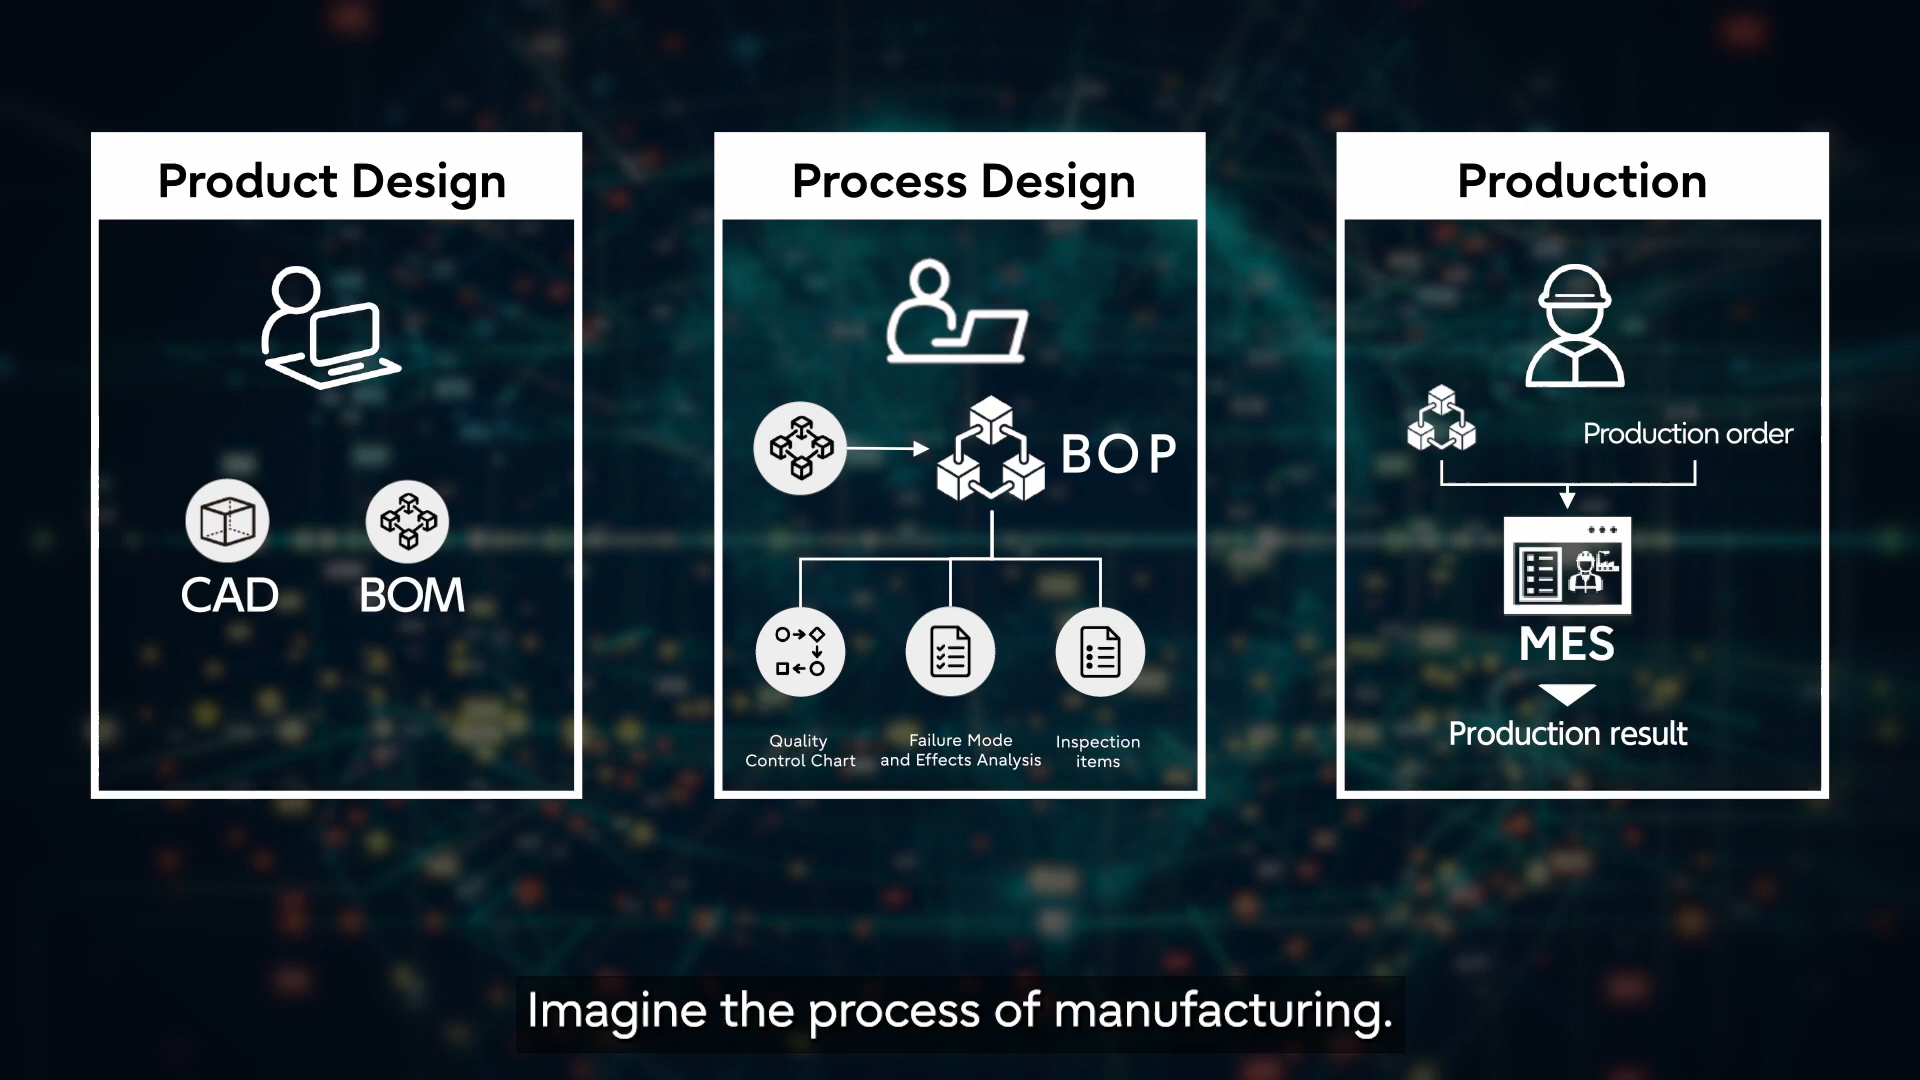 Product Design
CAD
BOM
Process Design
BOP
Quality
Control Chart
Failure Mode
and Effects Analysis
Inspection
items
Production
Production order
MES
Production result
Imagine the process of manufacturing.